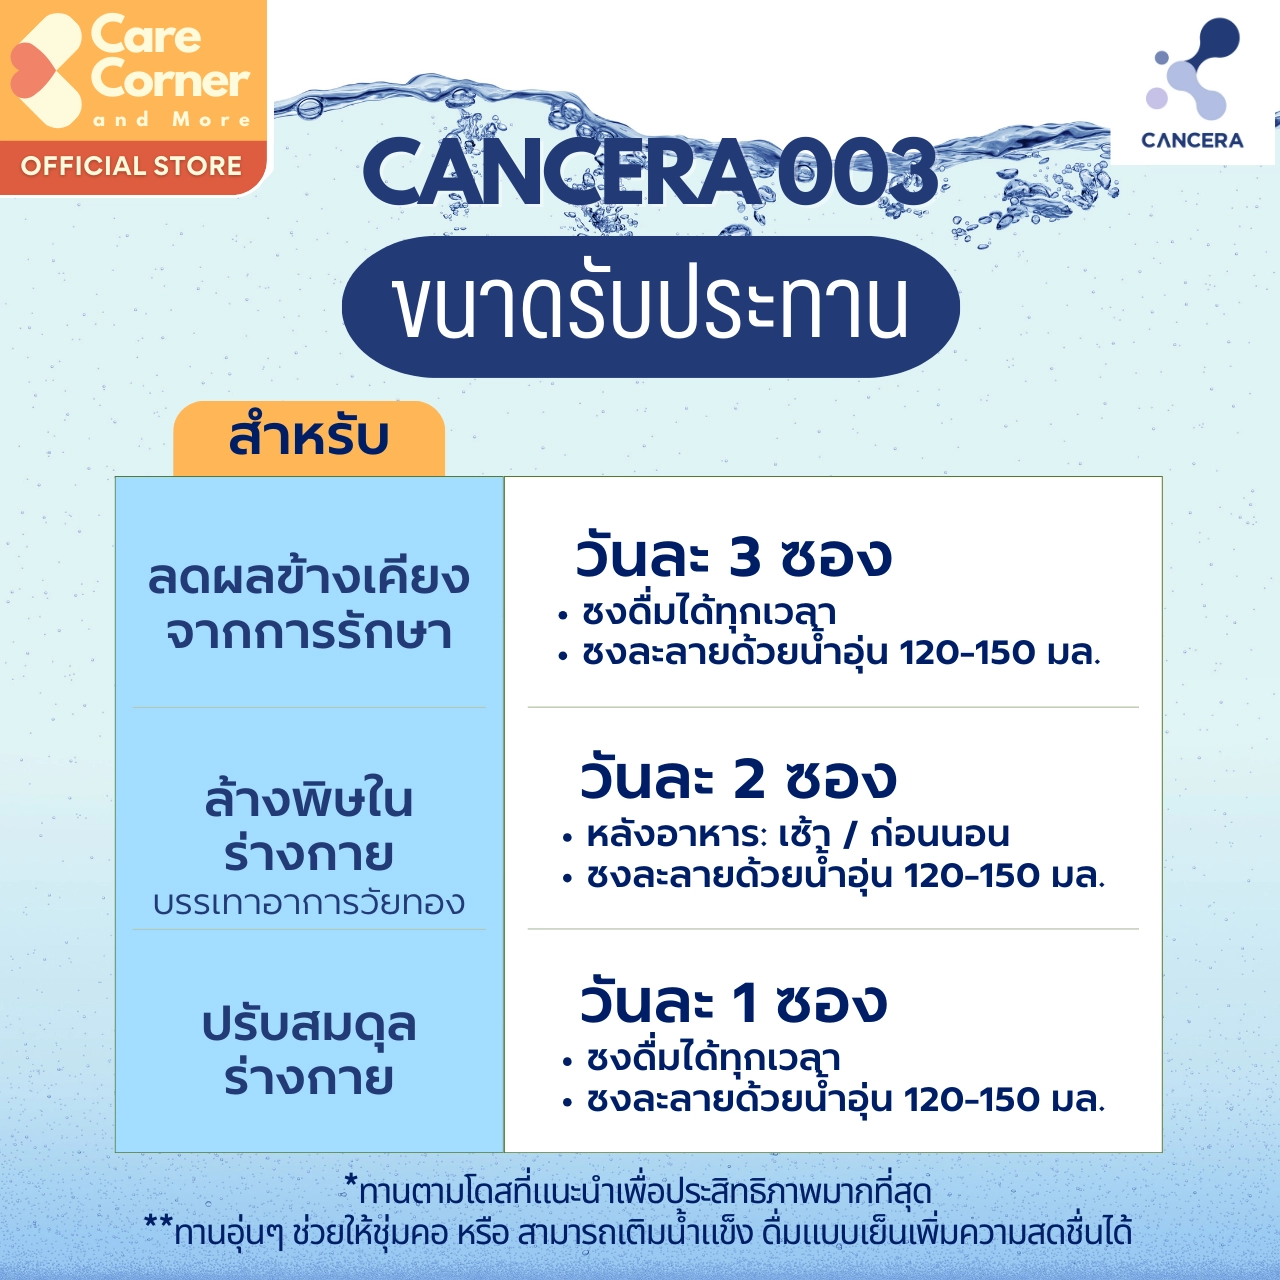 Care
Corner
and More
OFFICIAL STORE
CANCERA
CANCERA 003
ขนาดรับประทาน
สำหรับ
ลดผลข้างเคียง
จากการรักษา
วันละ 3 ซอง
• ชงดื่มได้ทุกเวลา
• ชงละลายด้วยน้ำอุ่น 120-150 มล.
ล้างพิษใน
ร่างกาย
บรรเทาอาการวัยทอง
วันละ 2 ซอง
• หลังอาหาร: เช้า / ก่อนนอน
• ชงละลายด้วยน้ำอุ่น 120-150 มล.
ปรับสมดุล
ร่างกาย
วันละ 1 ซอง
• ชงดื่มได้ทุกเวลา
• ชงละลายด้วยน้ำอุ่น 120-150 มล.
*ทานตามโดสที่แนะนำเพื่อประสิทธิภาพมากที่สุด
**ทานอุ่นๆ ช่วยให้ชุ่มคอ หรือ สามารถเติมน้ำแข็ง ดื่มแบบเย็นเพิ่มความสดชื่นได้